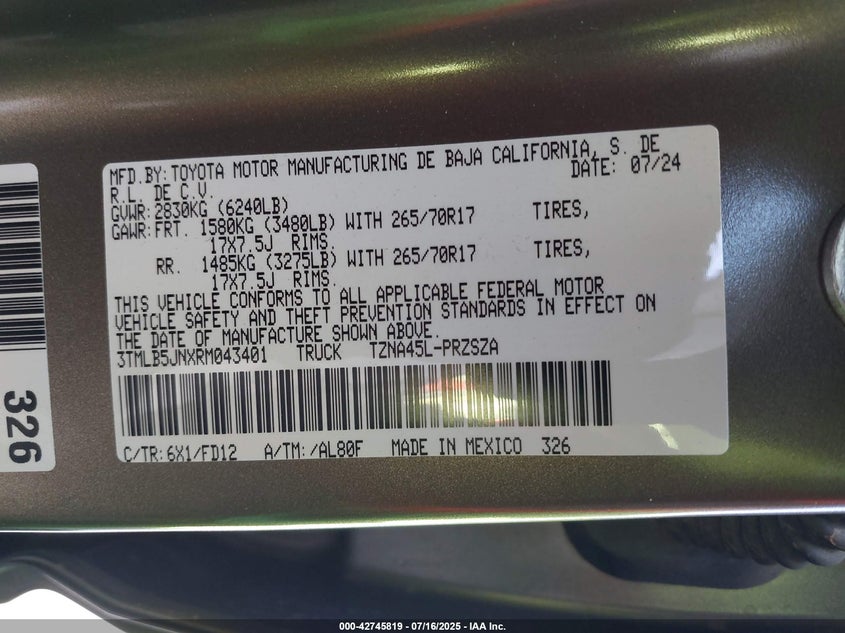 MFD.BY: TOYOTA MOTOR MANUFACTURING DE BAJA CALIFORNIA, S. DE
R.L. DE C.V. DATE: 07/24
GVWR: 2830KG (6240LB)
GAWR: FRT. 1580KG (3480LB) WITH 265/70R17 TIRES,
17X7.5J RIMS.
RR. 1485KG (3275LB) WITH 265/70R17 TIRES,
17X7.5J RIMS.
THIS VEHICLE CONFORMS TO ALL APPLICABLE FEDERAL MOTOR
VEHICLE SAFETY AND THEFT PREVENTION STANDARDS IN EFFECT ON
THE DATE OF MANUFACTURE SHOWN ABOVE.
3TMLB5JNXRM043401 TRUCK TZNA45L-PRZSZA
C/TR: 6X1/FD12 A/TM: /AL80F MADE IN MEXICO 326
326
000-42745819 - 07/16/2025 - IAA Inc.